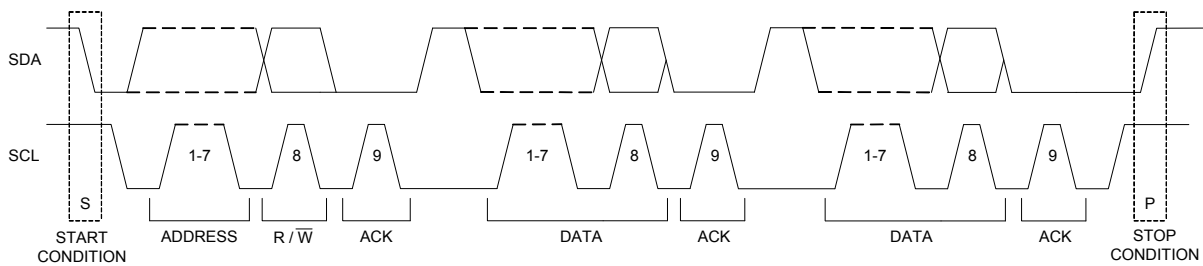 SDA
SCL
1-7 8 9 1-7 8 9 1-7 8 9
S P
START CONDITION ADDRESS R / W̅ ACK DATA ACK DATA ACK STOP CONDITION